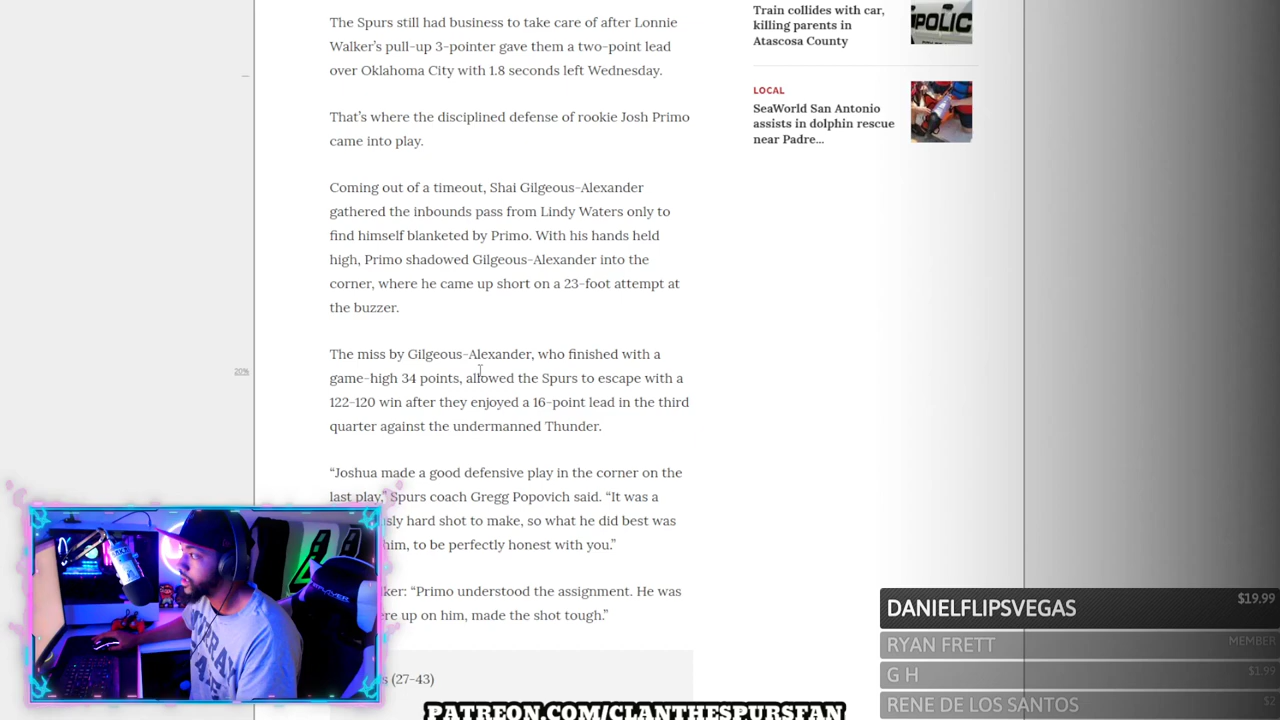 The Spurs still had business to take care of after Lonnie
Walker’s pull-up 3-pointer gave them a two-point lead
over Oklahoma City with 1.8 seconds left Wednesday.
That’s where the disciplined defense of rookie Josh Primo
came into play.
Coming out of a timeout, Shai Gilgeous-Alexander
gathered the inbounds pass from Lindy Waters only to
find himself blanketed by Primo. With his hands held
high, Primo shadowed Gilgeous-Alexander into the
corner, where he came up short on a 23-foot attempt at
the buzzer.
20%
The miss by Gilgeous-Alexander, who finished with a
game-high 34 points, allowed the Spurs to escape with a
122-120 win after they enjoyed a 16-point lead in the third
quarter against the undermanned Thunder.
“Joshua made a good defensive play in the corner on the
last play,” Spurs coach Gregg Popovich said. “It was a
hard shot to make, so what he did best was
him, to be perfectly honest with you.”
“Primo understood the assignment. He was
up on him, made the shot tough.”
(27-43)
Train collides with car,
killing parents in
Atascosa County
POLIC
LOCAL
SeaWorld San Antonio
assists in dolphin rescue
near Padre...
DANIELFLIPSVEGAS $19.99
RYAN FRETT MEMBER
G H $1.99
RENE DE LOS SANTOS $2
PATREON.COM/CLANTHESPURSFAN